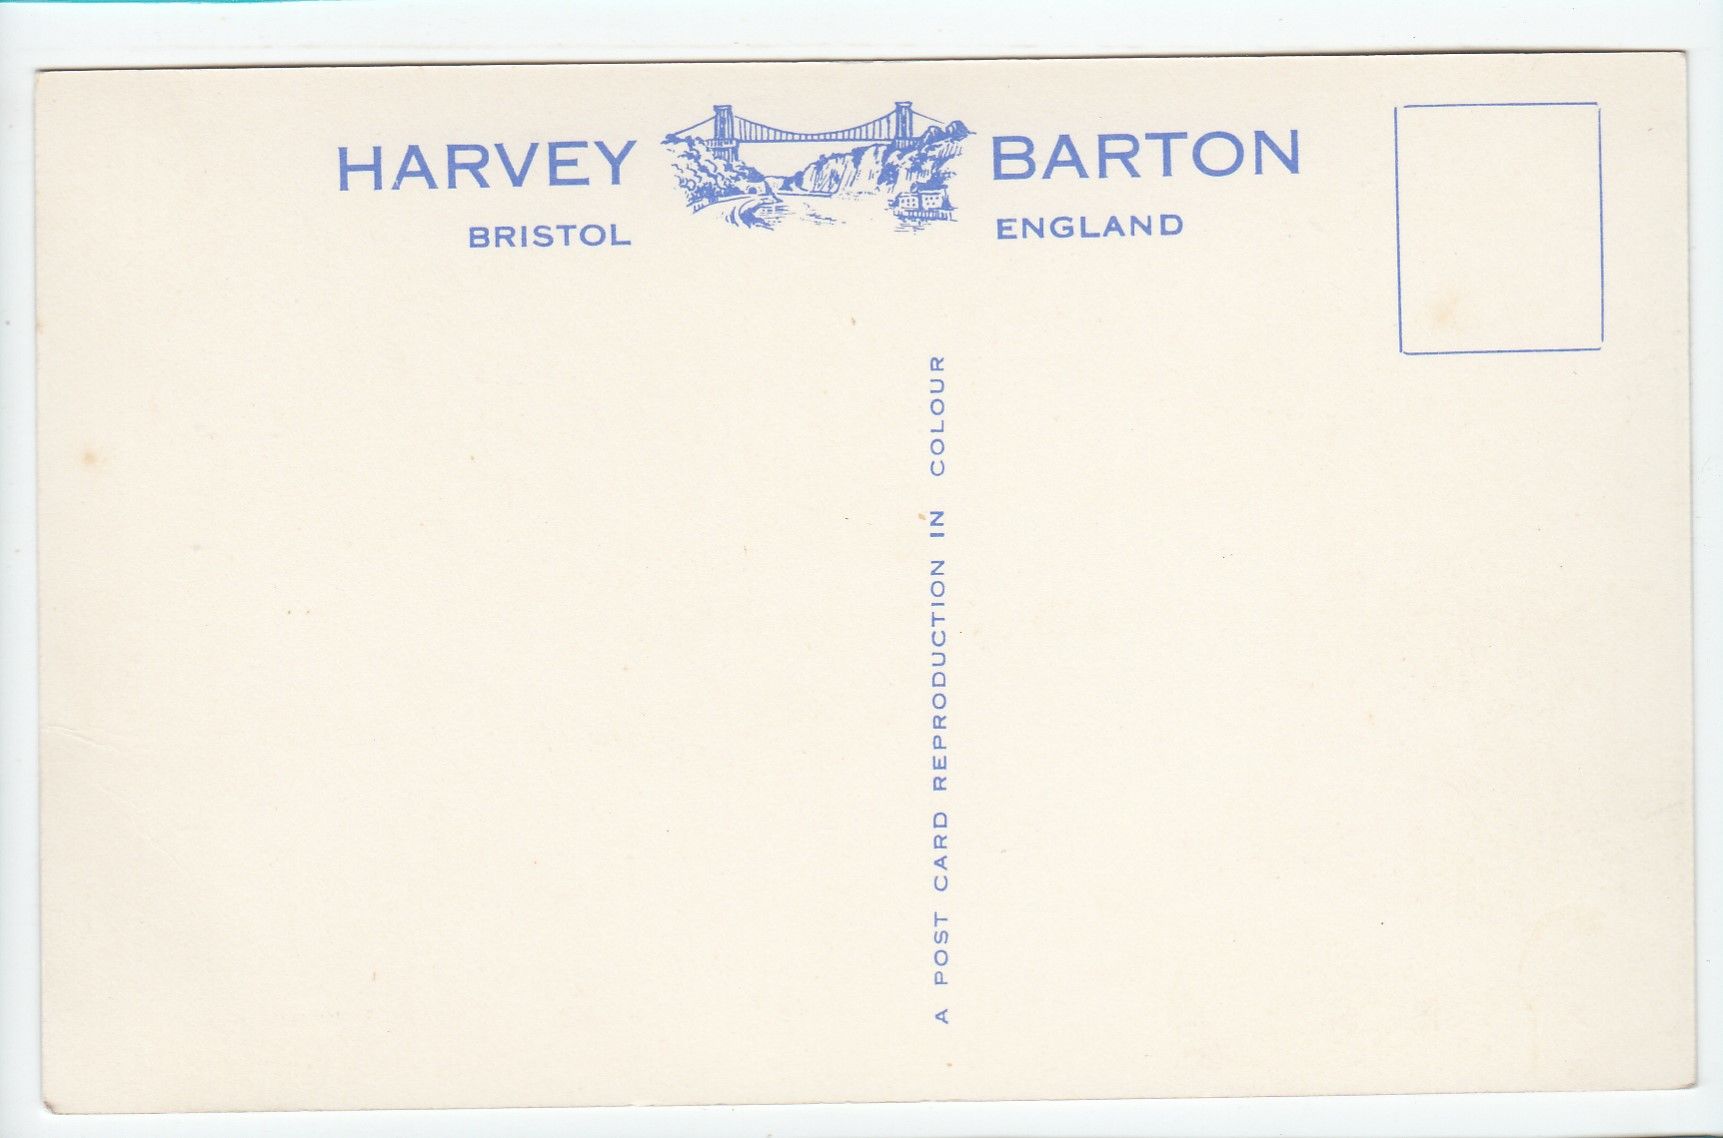 HARVEY BARTON
BRISTOL ENGLAND
A POST CARD REPRODUCTION IN COLOUR